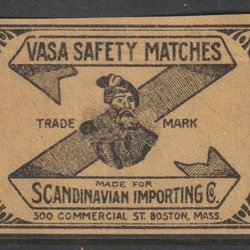 VASA SAFETY MATCHES
TRADE MARK
MADE FOR
SCANDINAVIAN IMPORTING CO.
500 COMMERCIAL ST. BOSTON, MASS.